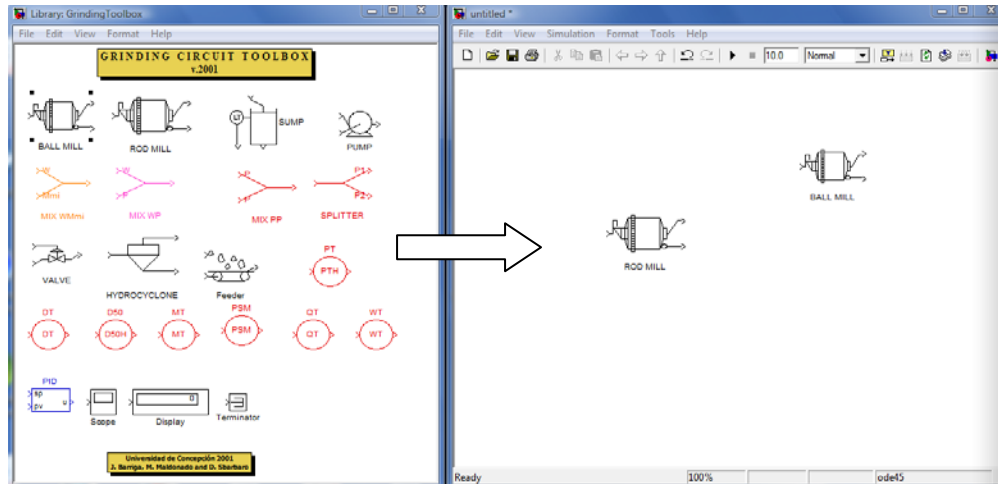 Library: GrindingToolbox
File Edit View Format Help
GRINDING CIRCUIT TOOLBOX
v.2001
BALL MILL
ROD MILL
LT
SUMP
PUMP
W
Mmi
MIX WMmi
W
P
MIX WP
P
P
MIX PP
P1
P2
SPLITTER
VALVE
HYDROCYCLONE
Feeder
PT
PTH
DT
DT
D50
D50H
MT
MT
PSM
PSM
QT
QT
WT
WT
PID
sp
pv
u
Scope
0
Display
Terminator
Universidad de Concepción 2001
J. Barriga, M. Maldonado and D. Sbarbaro
untitled *
File Edit View Simulation Format Tools Help
10.0 Normal
BALL MILL
ROD MILL
Ready 100% ode45